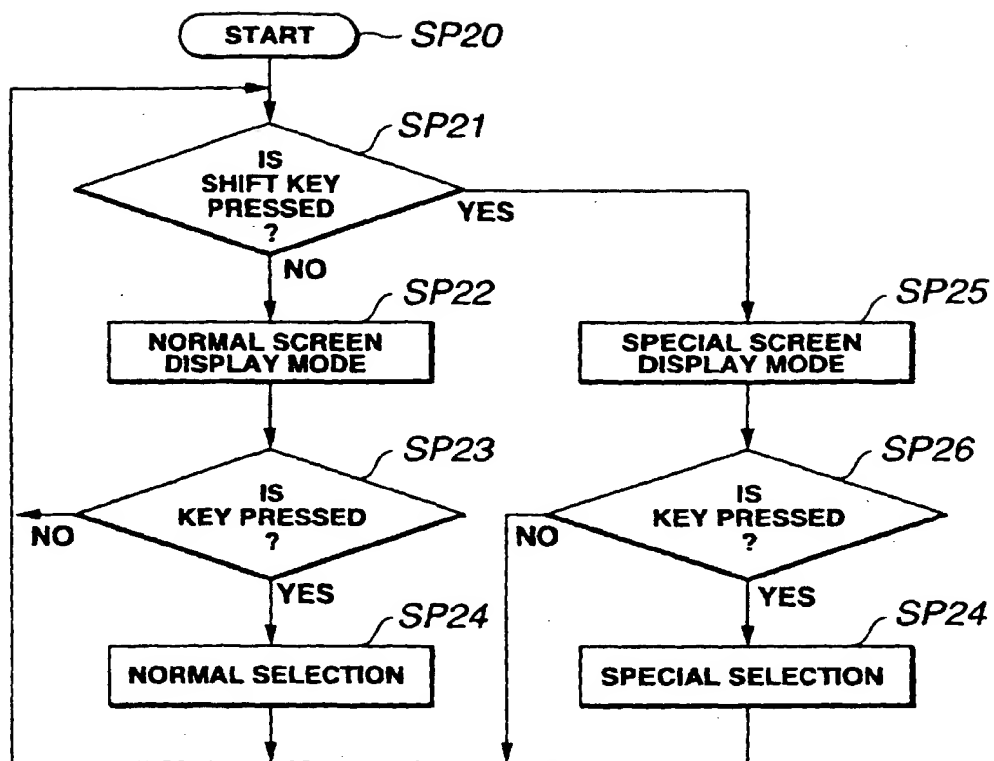 START
SP20
SP21
IS
SHIFT KEY
PRESSED
?
YES
NO
SP22
NORMAL SCREEN
DISPLAY MODE
SP25
SPECIAL SCREEN
DISPLAY MODE
SP23
IS
KEY PRESSED
?
NO
YES
SP26
IS
KEY PRESSED
?
NO
YES
SP24
NORMAL SELECTION
SP24
SPECIAL SELECTION